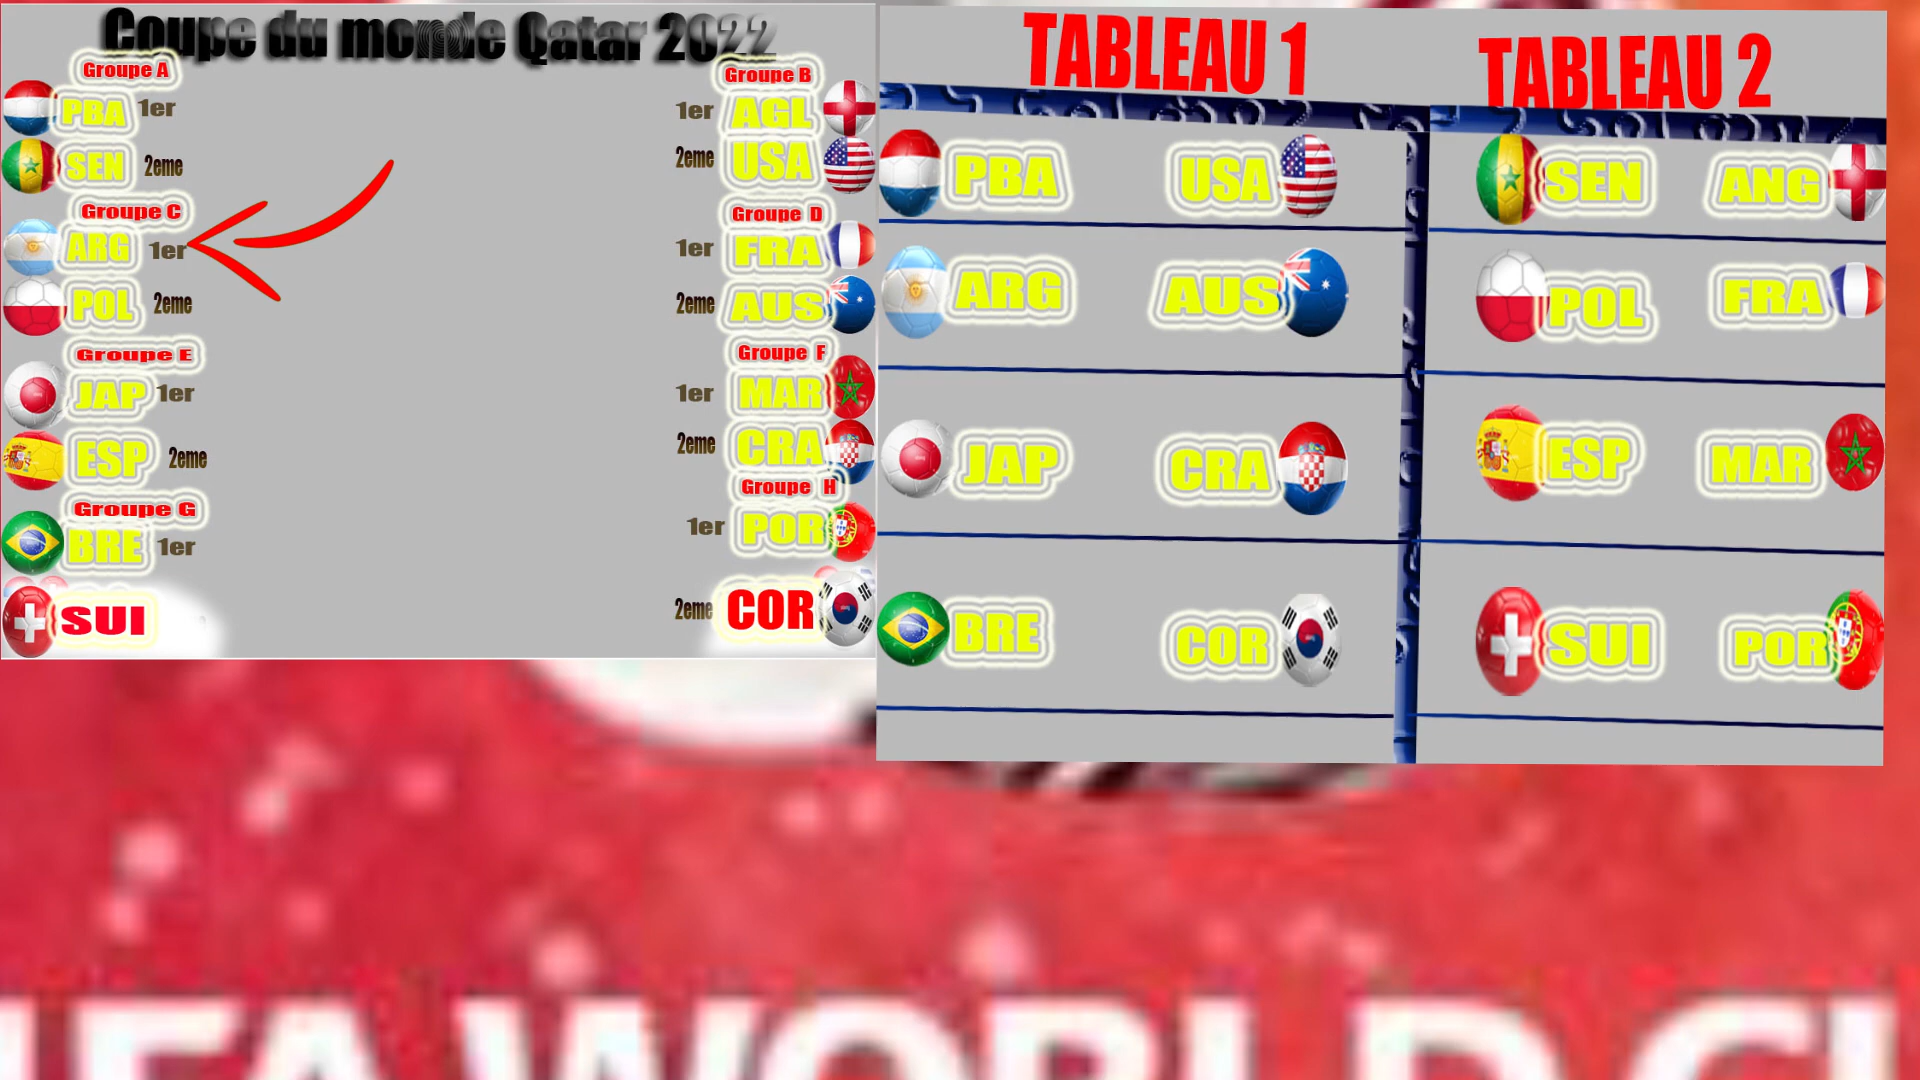 Coupe du monde Qatar 2022
Groupe A
PBA 1er
SEN 2eme
Groupe C
ARG 1er
POL 2eme
Groupe E
JAP 1er
ESP 2eme
Groupe G
BRE 1er
SUI
Groupe B
1er AGL
2eme USA
Groupe D
1er FRA
2eme AUS
Groupe F
1er MAR
2eme CRA
Groupe H
1er POR
2eme COR
TABLEAU 1
PBA USA
ARG AUS
JAP CRA
BRE COR
TABLEAU 2
SEN ANG
POL FRA
ESP MAR
SUI POR
FA WORLD CU